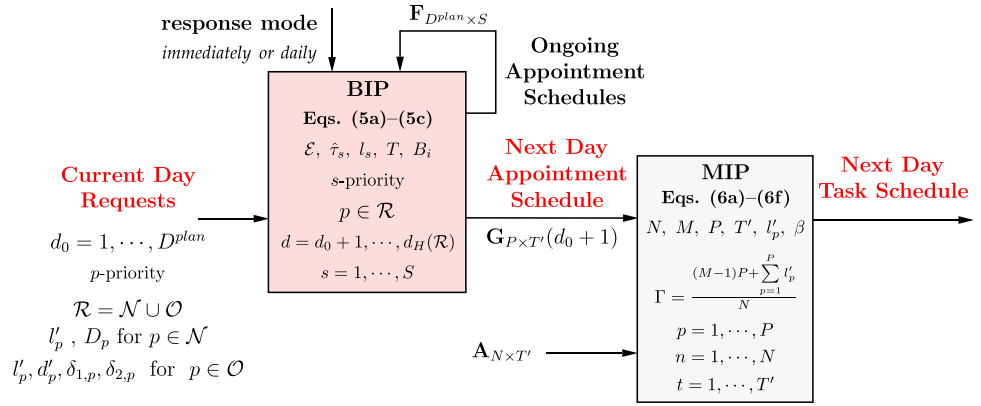 response mode
immediately or daily
F_{D^{plan}×S}
Ongoing
Appointment
Schedules
BIP
Eqs. (5a)–(5c)
ℰ, τ̂_s, l_s, T, B_i
s-priority
p ∈ ℛ
d = d_0 + 1, ···, d_H(ℛ)
s = 1, ···, S
Current Day
Requests
d_0 = 1, ···, D^{plan}
p-priority
ℛ = 𝒩 ∪ 𝒪
l'_p , D_p for p ∈ 𝒩
l'_p, d'_p, δ_{1,p}, δ_{2,p} for p ∈ 𝒪
Next Day
Appointment
Schedule
G_{P×T'}(d_0 + 1)
A_{N×T'}
MIP
Eqs. (6a)–(6f)
N, M, P, T', l'_p, β
Γ = \frac{(M−1)P+\sum_{p=1}^{P} l'_p}{N}
p = 1, ···, P
n = 1, ···, N
t = 1, ···, T'
Next Day
Task Schedule